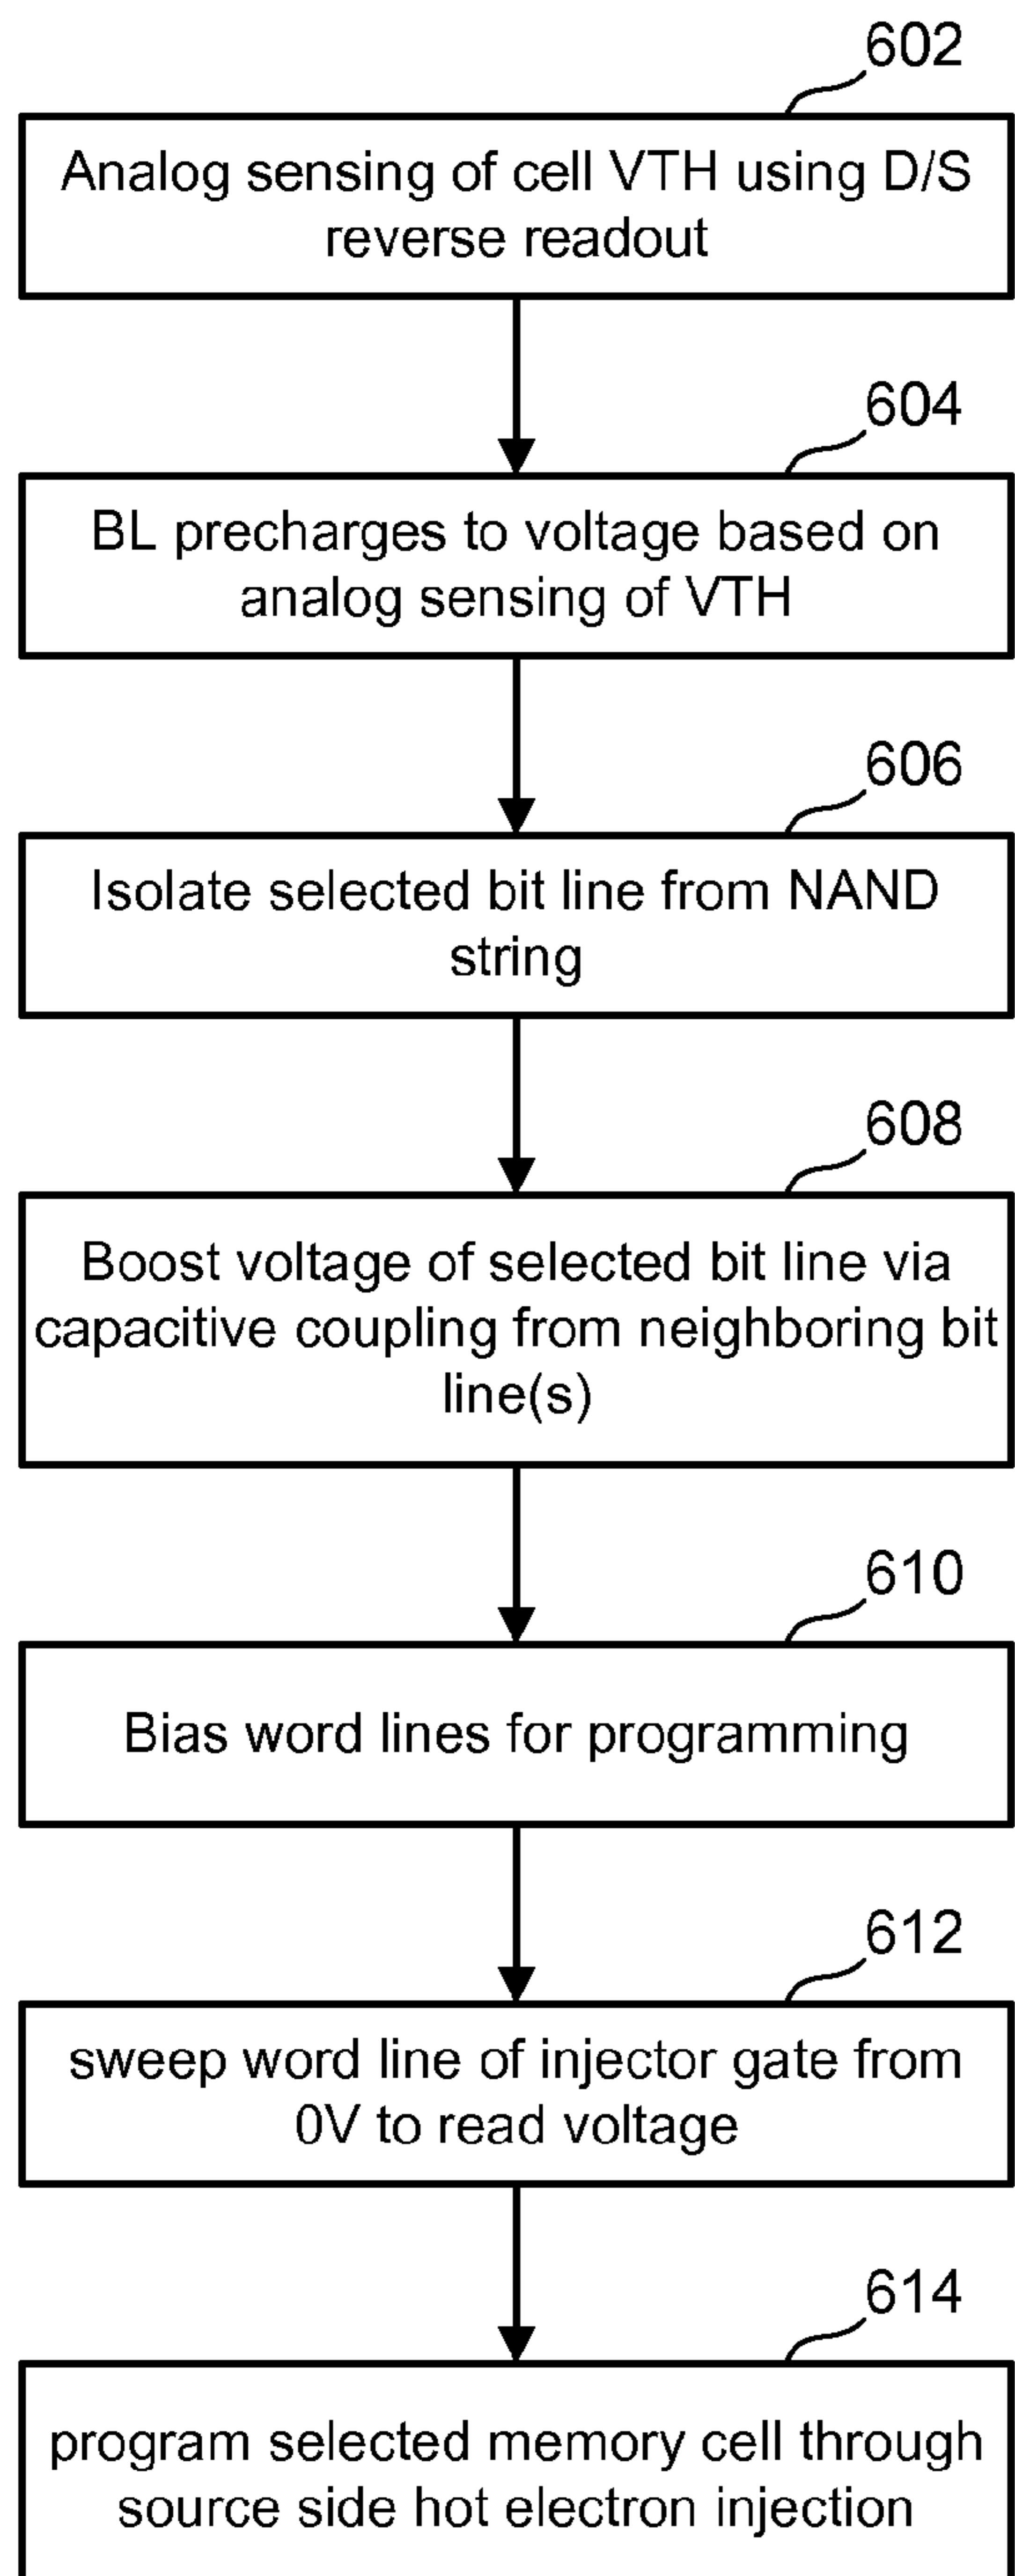 602
Analog sensing of cell VTH using D/S
reverse readout
604
BL precharges to voltage based on
analog sensing of VTH
606
Isolate selected bit line from NAND
string
608
Boost voltage of selected bit line via
capacitive coupling from neighboring bit
line(s)
610
Bias word lines for programming
612
sweep word line of injector gate from
0V to read voltage
614
program selected memory cell through
source side hot electron injection